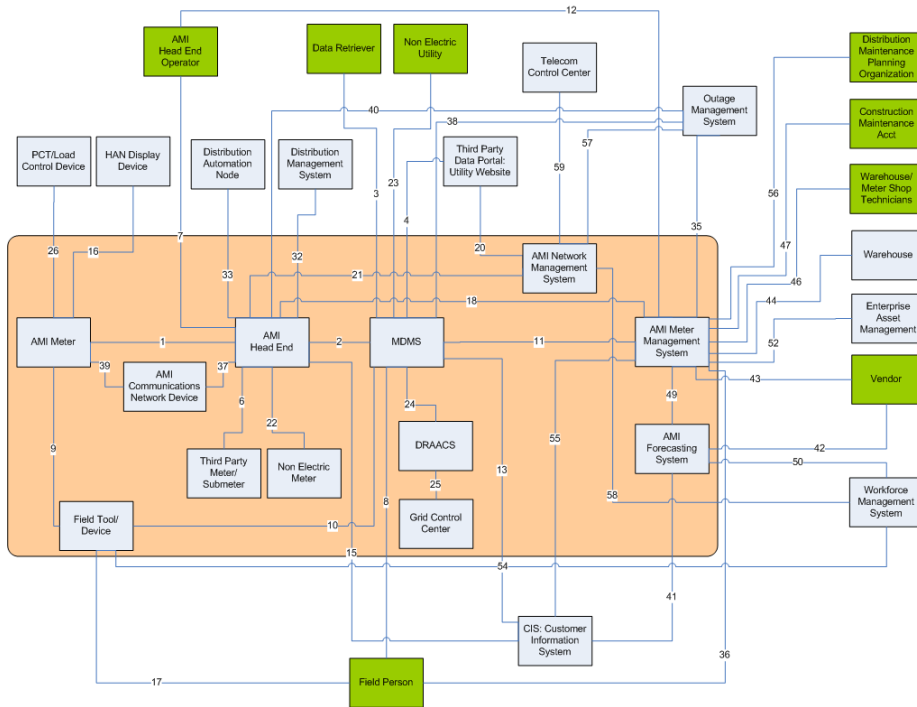 12
AMI
Head End
Operator
Data Retriever
Non Electric
Utility
Telecom
Control Center
Distribution
Maintenance
Planning
Organization
40
38
57
Outage
Management
System
Construction
Maintenance
Acct
PCT/Load
Control Device
HAN Display
Device
Distribution
Automation
Node
Distribution
Management
System
Third Party
Data Portal:
Utility Website
59
56
Warehouse/
Meter Shop
Technicians
3
23
4
35
7
26
16
33
32
21
20
AMI Network
Management
System
47
46
44
Warehouse
18
52
Enterprise
Asset
Management
AMI Meter
1
AMI
Head End
2
MDMS
11
AMI Meter
Management
System
39
AMI
Communications
Network Device
37
6
22
24
49
43
Vendor
9
Third Party
Meter/
Submeter
Non Electric
Meter
DRAACS
13
55
AMI
Forecasting
System
42
50
25
58
8
Field Tool/
Device
10
Grid Control
Center
Workforce
Management
System
15
54
41
CIS: Customer
Information
System
36
17
Field Person